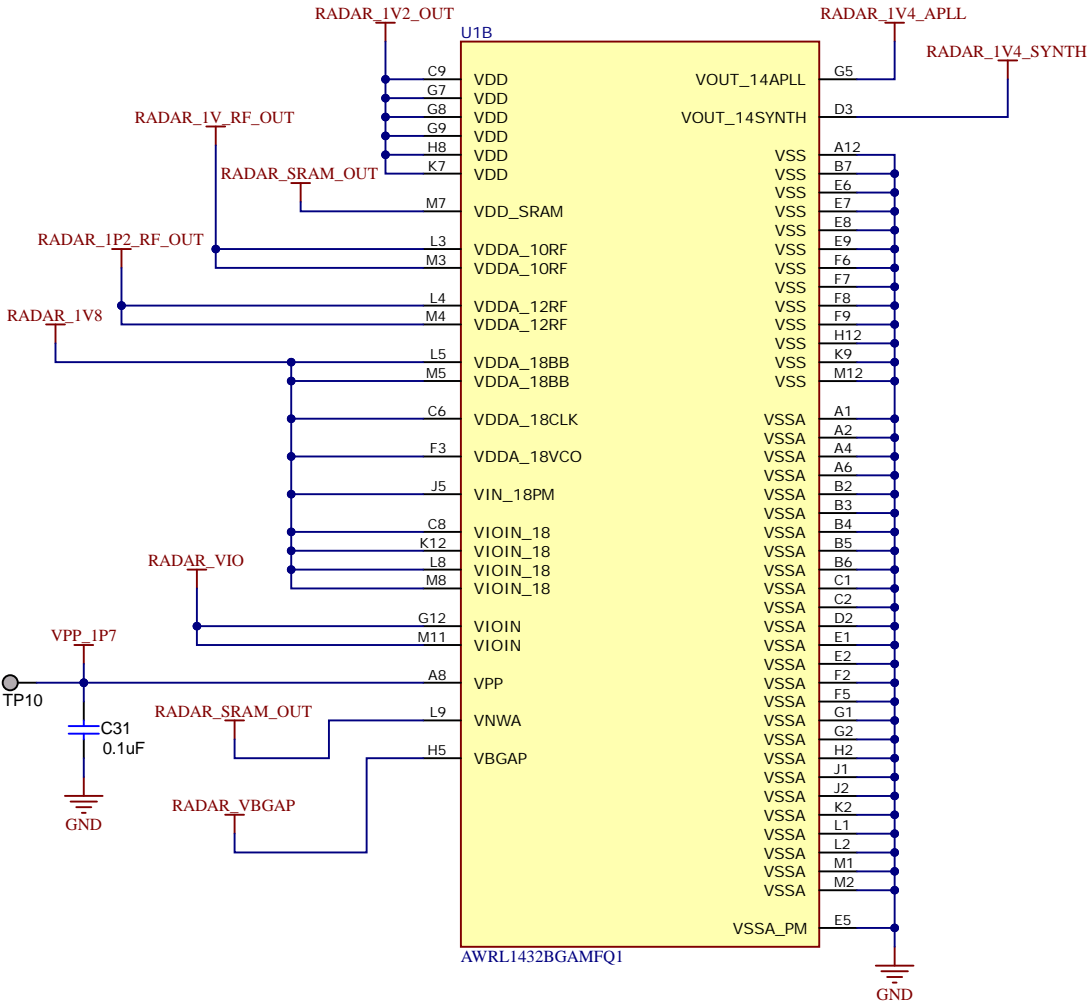 RADAR_1V2_OUT
RADAR_1V4_APLL
U1B
RADAR_1V4_SYNTH
C9 VDD
VOUT_14APLL G5
G7 VDD
G8 VDD
VOUT_14SYNTH D3
RADAR_1V_RF_OUT
G9 VDD
H8 VDD
VSS A12
K7 VDD
VSS B7
RADAR_SRAM_OUT
VSS E6
M7 VDD_SRAM
VSS E7
VSS E8
RADAR_1P2_RF_OUT
L3 VDDA_10RF
VSS E9
M3 VDDA_10RF
VSS F6
VSS F7
L4 VDDA_12RF
VSS F8
RADAR_1V8
M4 VDDA_12RF
VSS F9
VSS H12
L5 VDDA_18BB
VSS K9
M5 VDDA_18BB
VSS M12
C6 VDDA_18CLK
VSSA A1
VSSA A2
F3 VDDA_18VCO
VSSA A4
VSSA A6
J5 VIN_18PM
VSSA B2
VSSA B3
C8 VIOIN_18
VSSA B4
K12 VIOIN_18
VSSA B5
RADAR_VIO
L8 VIOIN_18
VSSA B6
M8 VIOIN_18
VSSA C1
VSSA C2
G12 VIOIN
VSSA D2
VPP_1P7
M11 VIOIN
VSSA E1
VSSA E2
TP10
A8 VPP
VSSA F2
VSSA F5
RADAR_SRAM_OUT
L9 VNWA
VSSA G1
C31
0.1uF
VSSA G2
H5 VBGAP
VSSA H2
VSSA J1
RADAR_VBGAP
VSSA J2
VSSA K2
GND
VSSA L1
VSSA L2
VSSA M1
VSSA M2
VSSA_PM E5
AWRL1432BGAMFQ1
GND